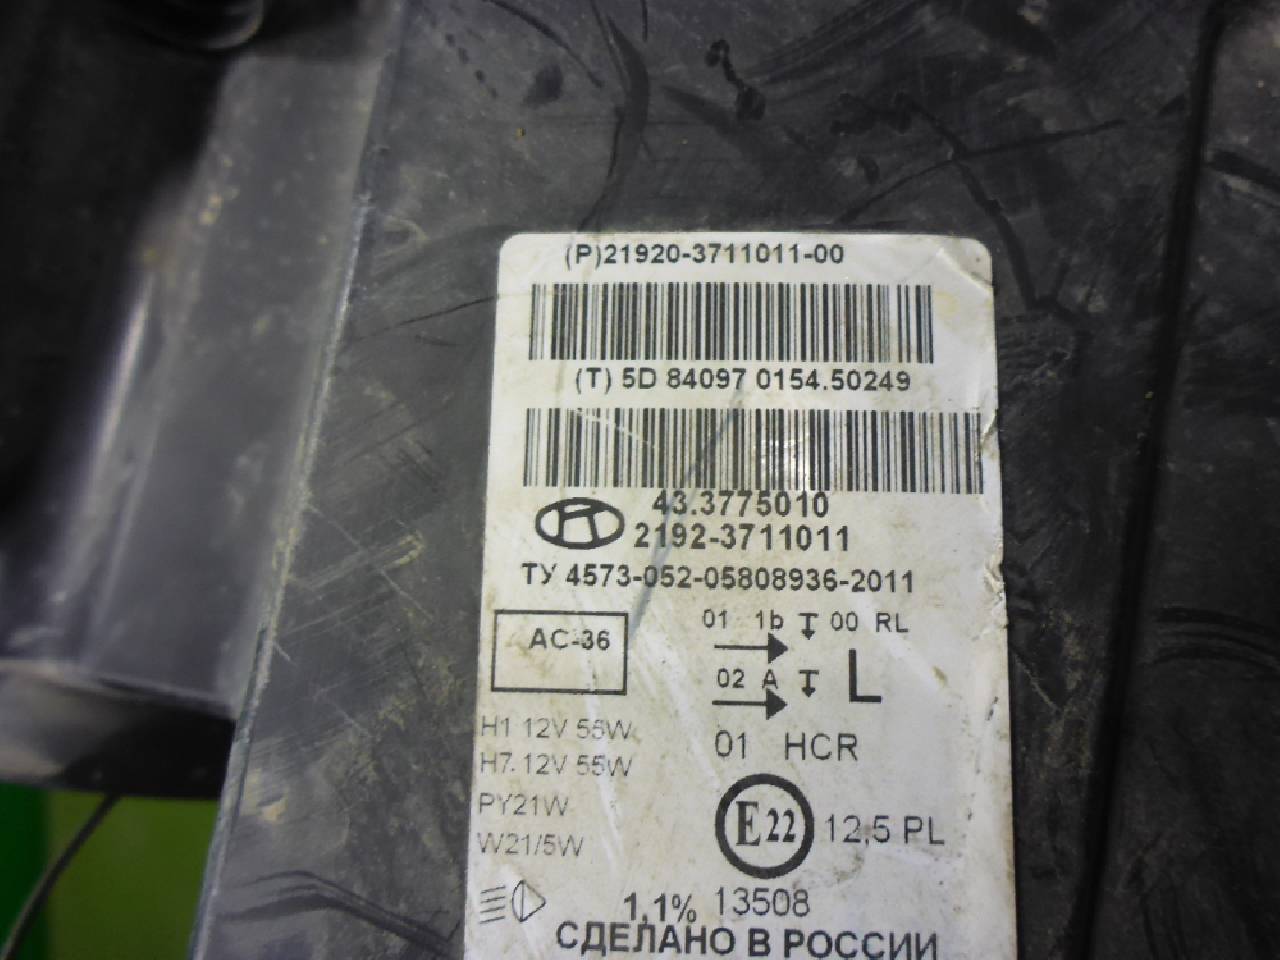 (P)21920-3711011-00
(T) 5D 84097 0154.50249
43.3775010
2192-3711011
ТУ 4573-052-05808936-2011
AC-36
01 1b T 00 RL
02 A T L
H1 12V 55W
01 HCR
H7 12V 55W
PY21W
E22 12,5 PL
W21/5W
1,1% 13508
СДЕЛАНО В РОССИИ